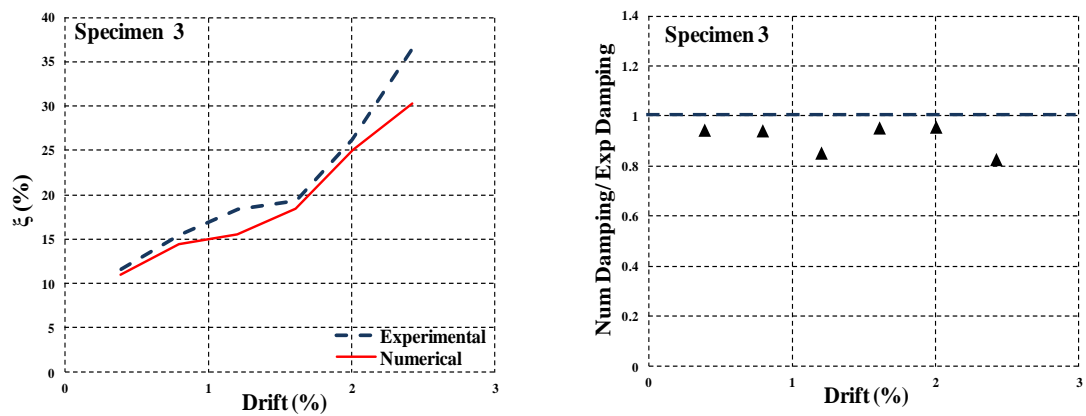 Specimen 3
40
35
30
25
20
15
10
5
0
ξ (%)
Experimental
Numerical
0 1 2 3
Drift (%)
Specimen 3
1.4
1.2
1
0.8
0.6
0.4
0.2
0
Num Damping/ Exp Damping
0 1 2 3
Drift (%)